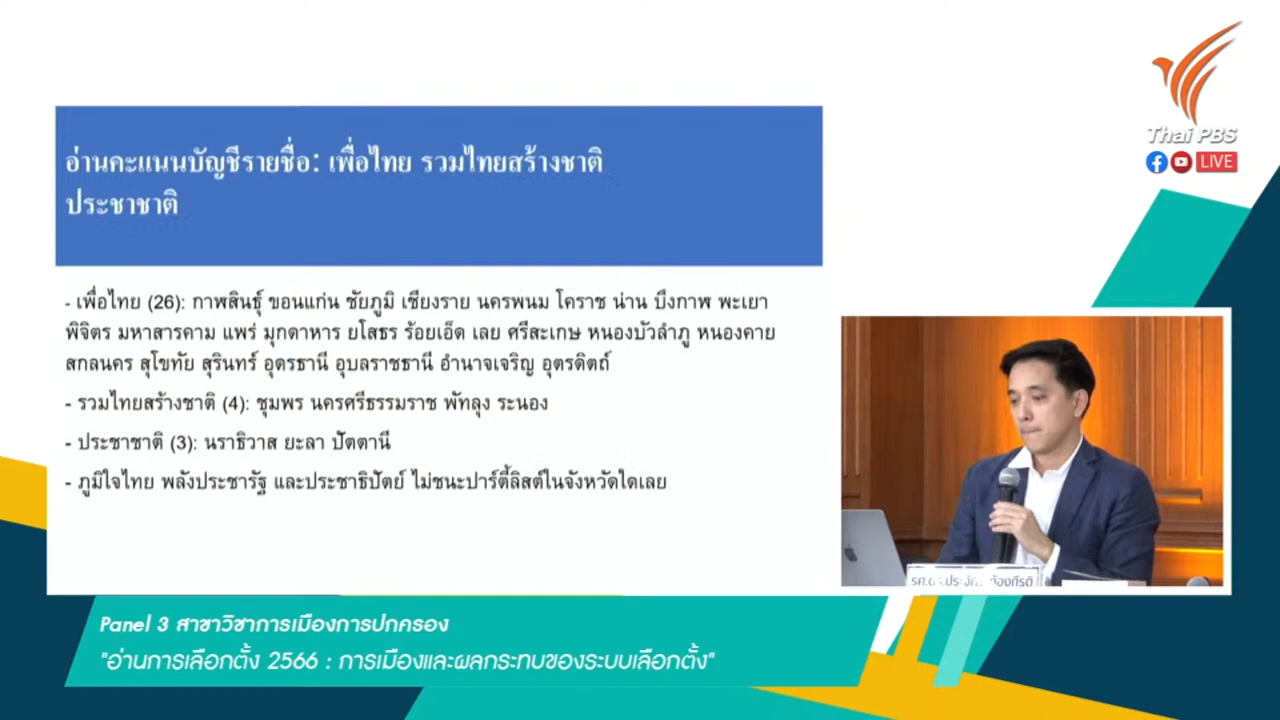 Thai PBS
LIVE
อ่านคะแนนบัญชีรายชื่อ: เพื่อไทย รวมไทยสร้างชาติ
ประชาชาติ
- เพื่อไทย (26): กาฬสินธุ์ ขอนแก่น ชัยภูมิ เชียงราย นครพนม โคราช น่าน บึงกาฬ พะเยา
พิจิตร มหาสารคาม แพร่ มุกดาหาร ยโสธร ร้อยเอ็ด เลย ศรีสะเกษ หนองบัวลำภู หนองคาย
สกลนคร สุโขทัย สุรินทร์ อุดรธานี อุบลราชธานี อำนาจเจริญ อุตรดิตถ์
- รวมไทยสร้างชาติ (4): ชุมพร นครศรีธรรมราช พัทลุง ระนอง
- ประชาชาติ (3): นราธิวาส ยะลา ปัตตานี
- ภูมิใจไทย พลังประชารัฐ และประชาธิปัตย์ ไม่ชนะปาร์ตี้ลิสต์ในจังหวัดใดเลย
Panel 3 สาขาวิชาการเมืองการปกครอง
"อ่านการเลือกตั้ง 2566 : การเมืองและผลกระทบของระบบเลือกตั้ง"